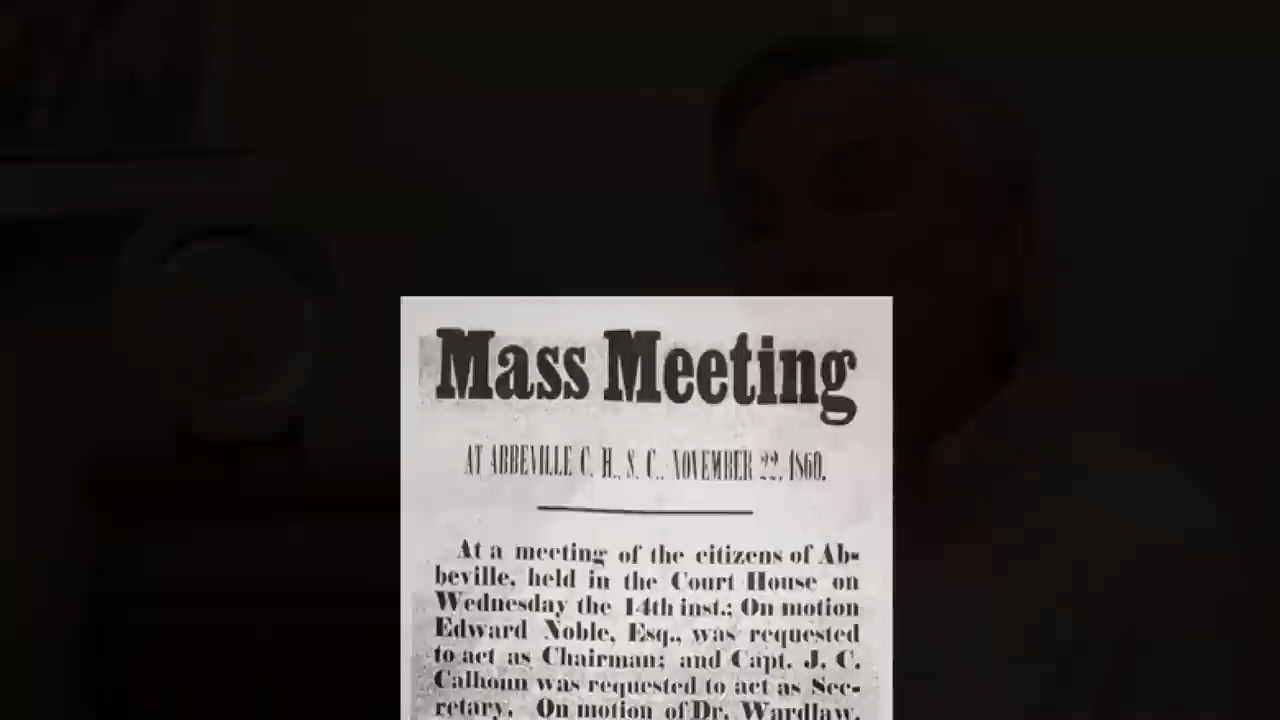 Mass Meeting
AT ABBEVILLE C. H., S. C., NOVEMBER 22, 1860.
At a meeting of the citizens of Ab-
beville, held in the Court House on
Wednesday the 14th inst.; On motion
Edward Noble, Esq., was requested
to act as Chairman; and Capt. J. C.
Calhoun was requested to act as Sec-
retary. On motion of Dr. Wardlaw,